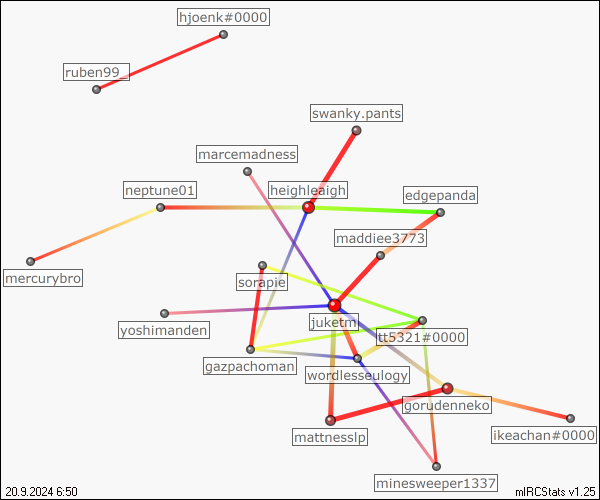 hjoenk#0000
ruben99_
swanky.pants
marcemadness
neptune01
heighleaigh
edgepanda
maddiee3773
mercurybro
sorapie
yoshimanden
juketm
tt5321#0000
gazpachoman
wordlesseulogy
gorudenneko
mattnesslp
ikeachan#0000
minesweeper1337
20.9.2024 6:50
mIRCStats v1.25